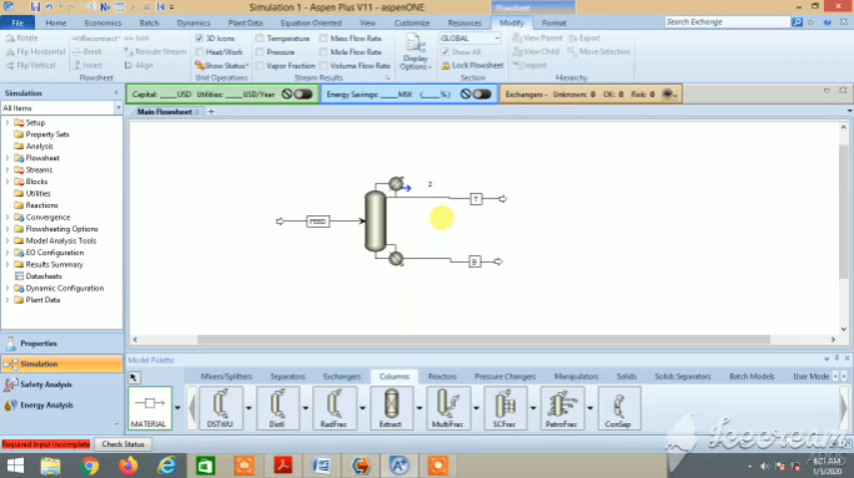 Simulation 1 - Aspen Plus V11 - aspenONE
Flowsheet
File Home Economics Batch Dynamics Plant Data Equation Oriented View Customize Resources Modify Format
Search Exchange
Rotate Reconnect Join 3D Icons Temperature Mass Flow Rate GLOBAL View Parent Export
Flip Horizontal Break Reroute Stream Heat/Work Pressure Mole Flow Rate Show All View Child Move Selection
Flip Vertical Insert Align Show Status Vapor Fraction Volume Flow Rate Display Options Lock Flowsheet Import
Flowsheet Unit Operations Stream Results Section Hierarchy
Simulation
Capital: ____USD Utilities: ____USD/Year
Energy Savings: ____MW (____%)
Exchangers - Unknown: 0 OK: 0 Risk: 0
All Items
Main Flowsheet
Setup
Property Sets
Analysis
Flowsheet
Streams
Blocks
Utilities
Reactions
Convergence
Flowsheeting Options
Model Analysis Tools
EO Configuration
Results Summary
Datasheets
Dynamic Configuration
Plant Data
2
T
FEED
B
Properties
Simulation
Safety Analysis
Energy Analysis
Model Palette
Mixers/Splitters Separators Exchangers Columns Reactors Pressure Changers Manipulators Solids Solids Separators Batch Models User Mode
MATERIAL DSTWU Distl RadFrac Extract MultiFrac SCFrac PetroFrac ConSep
Required Input Incomplete Check Status
Icecream
APPS
4:21 AM
1/5/2020